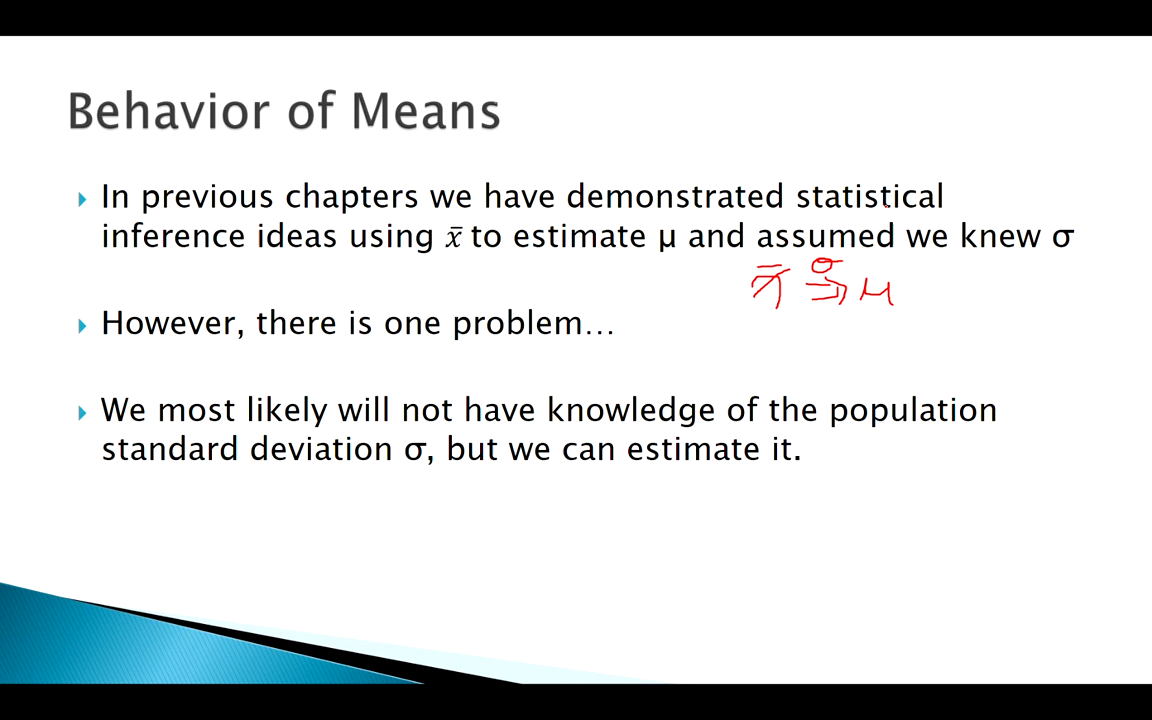 Behavior of Means
In previous chapters we have demonstrated statistical
inference ideas using x̄ to estimate μ and assumed we knew σ
x̄ σ⇒ μ
However, there is one problem…
We most likely will not have knowledge of the population
standard deviation σ, but we can estimate it.